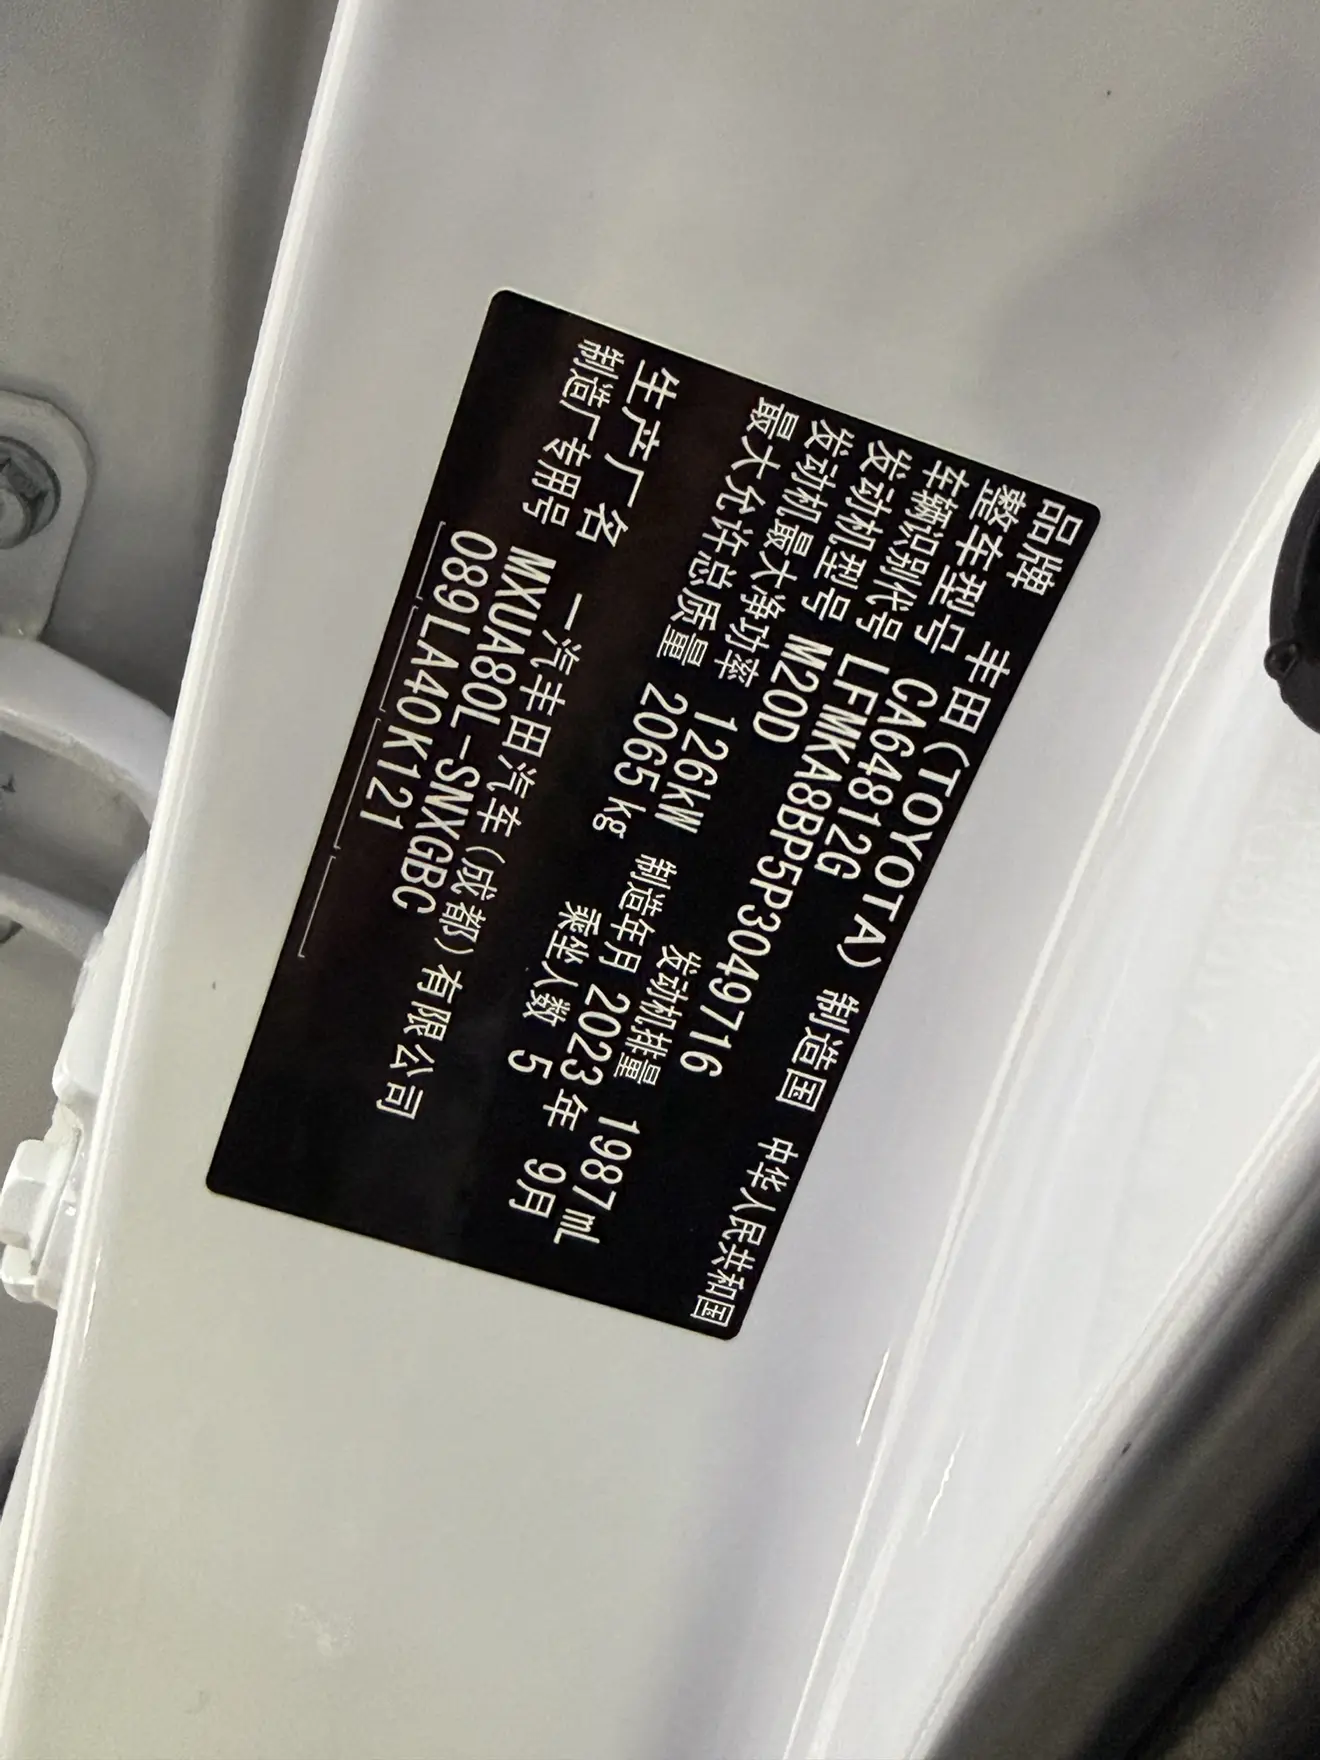 品牌 丰田(TOYOTA) 制造国 中华人民共和国
整车型号 CA64812G
车辆识别代号 LFMKA8BP5P3049716
发动机型号 M20D 发动机排量 1987mL
发动机最大净功率 126kW 制造年月 2023年 9月
最大允许总质量 2065kg 乘坐人数 5
生产厂名 一汽丰田汽车(成都)有限公司
制造厂专用号 MXUA80L-SNXGBC
089LA40K121